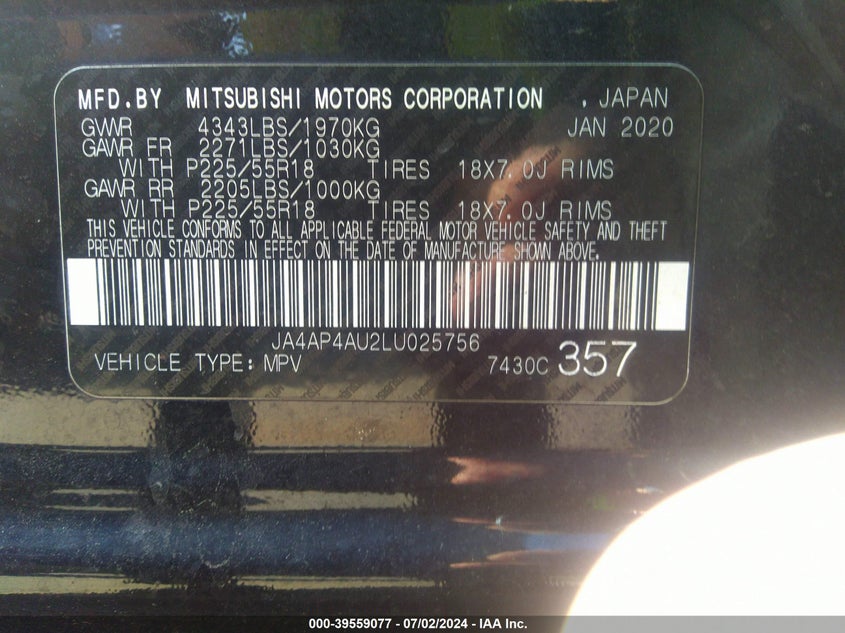 MFD.BY MITSUBISHI MOTORS CORPORATION , JAPAN
GVWR 4343LBS/1970KG JAN 2020
GAWR FR 2271LBS/1030KG
WITH P225/55R18 TIRES 18X7.0J RIMS
GAWR RR 2205LBS/1000KG
WITH P225/55R18 TIRES 18X7.0J RIMS
THIS VEHICLE CONFORMS TO ALL APPLICABLE FEDERAL MOTOR VEHICLE SAFETY AND THEFT
PREVENTION STANDARDS IN EFFECT ON THE DATE OF MANUFACTURE SHOWN ABOVE.
JA4AP4AU2LU025756
VEHICLE TYPE: MPV 7430C 357
000-39559077 - 07/02/2024 - IAA Inc.